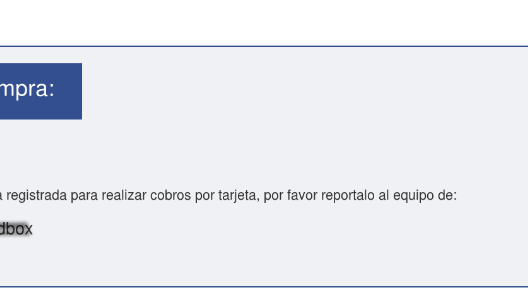 mpra:
a registrada para realizar cobros por tarjeta, por favor reportalo al equipo de:
dbox